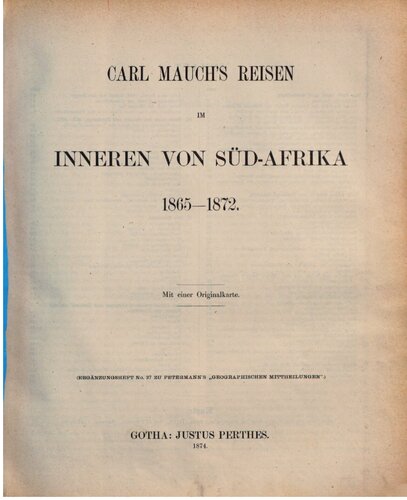 CARL MAUCH'S REISEN
IM
INNEREN VON SÜD-AFRIKA
1865—1872.
Mit einer Originalkarte.
(ERGÄNZUNGSHEFT No. 37 ZU PETERMANN'S „GEOGRAPHISCHEN MITTHEILUNGEN".)
GOTHA: JUSTUS PERTHES.
1874.